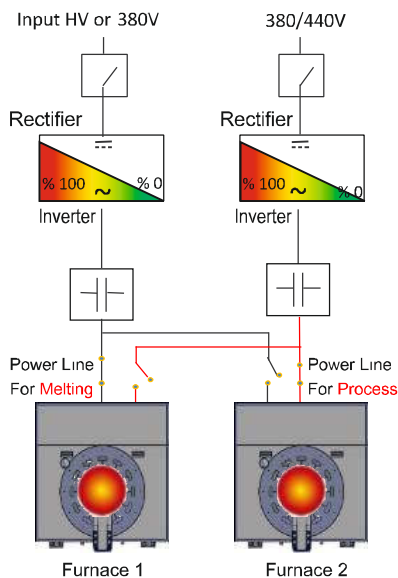 Input HV or 380V
380/440V
Rectifier
Rectifier
% 100
% 0
% 100
% 0
~
~
Inverter
Inverter
Power Line
For Melting
Power Line
For Process
Furnace 1
Furnace 2